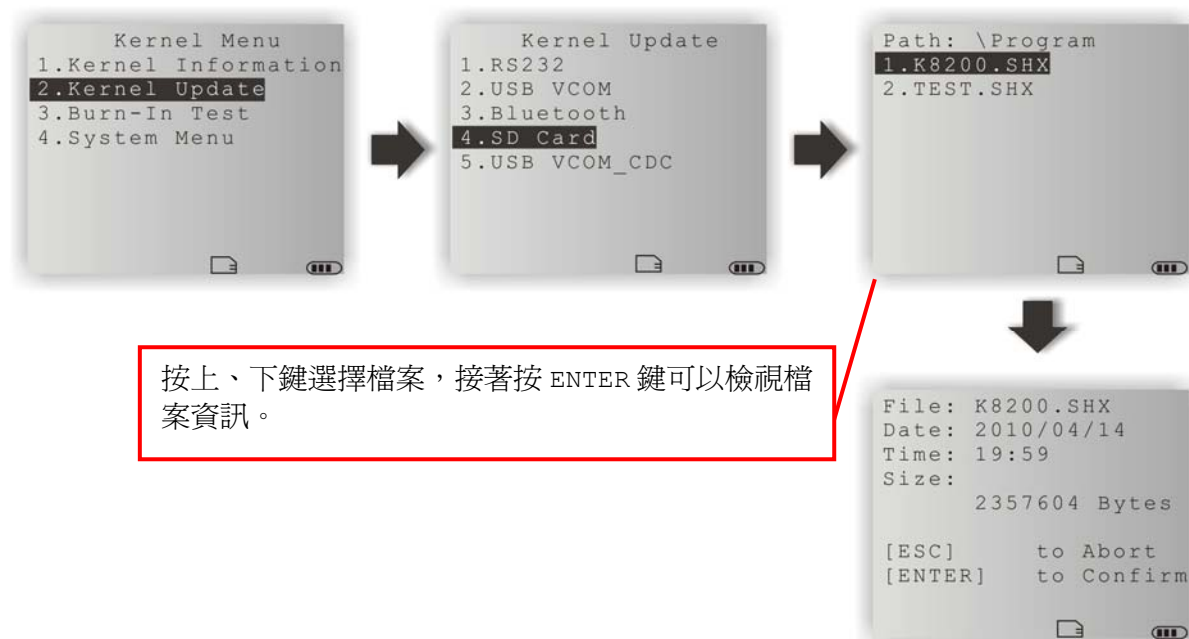 Kernel Menu
1.Kernel Information
2.Kernel Update
3.Burn-In Test
4.System Menu
Kernel Update
1.RS232
2.USB VCOM
3.Bluetooth
4.SD Card
5.USB VCOM_CDC
Path: \Program
1.K8200.SHX
2.TEST.SHX
按上、下鍵選擇檔案，接著按 ENTER 鍵可以檢視檔
案資訊。
File: K8200.SHX
Date: 2010/04/14
Time: 19:59
Size:
2357604 Bytes
[ESC] to Abort
[ENTER] to Confirm